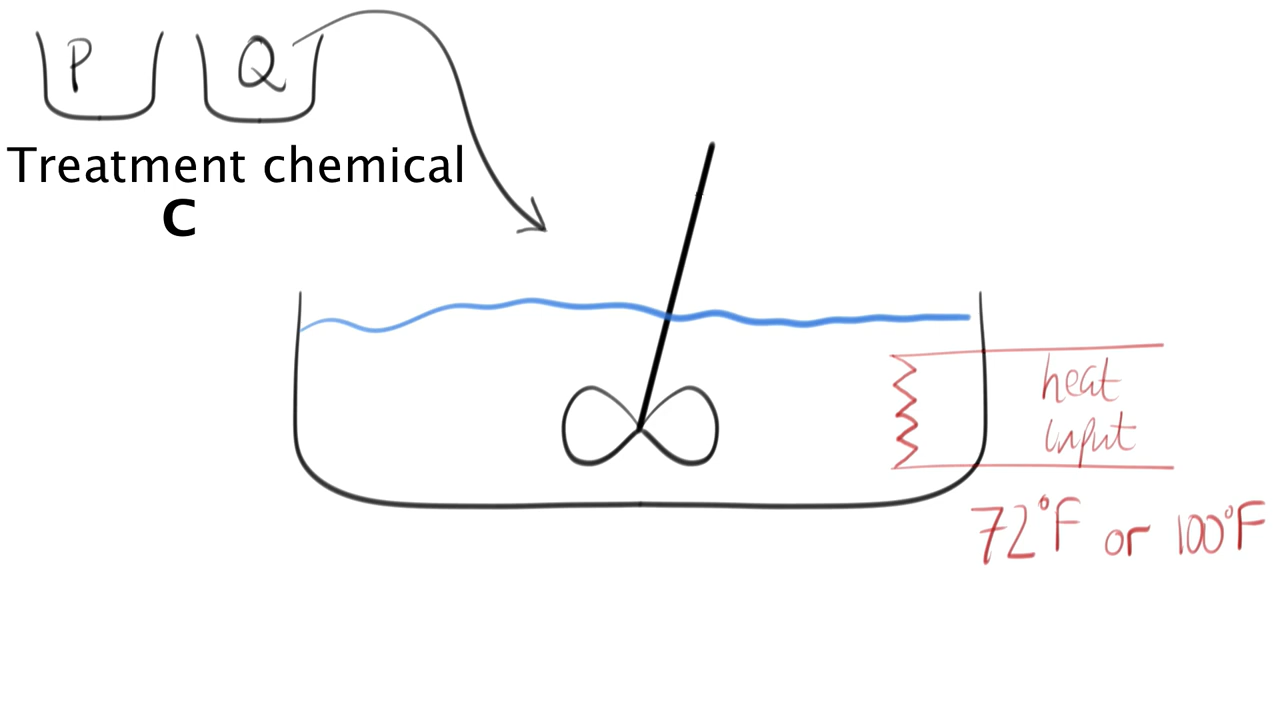 P
Q
Treatment chemical
C
heat
input
72°F or 100°F